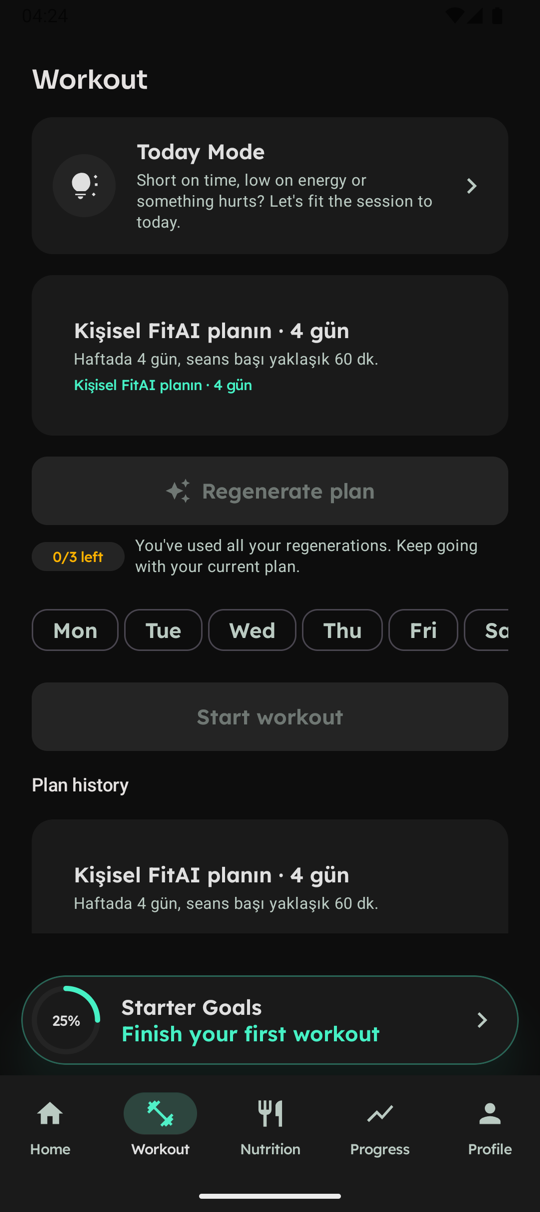 04:24
Workout
Today Mode
Short on time, low on energy or
something hurts? Let's fit the session to
today.
Kişisel FitAI planın · 4 gün
Haftada 4 gün, seans başı yaklaşık 60 dk.
Kişisel FitAI planın · 4 gün
Regenerate plan
0/3 left
You've used all your regenerations. Keep going
with your current plan.
Mon Tue Wed Thu Fri Sa
Start workout
Plan history
Kişisel FitAI planın · 4 gün
Haftada 4 gün, seans başı yaklaşık 60 dk.
25%
Starter Goals
Finish your first workout
Home Workout Nutrition Progress Profile